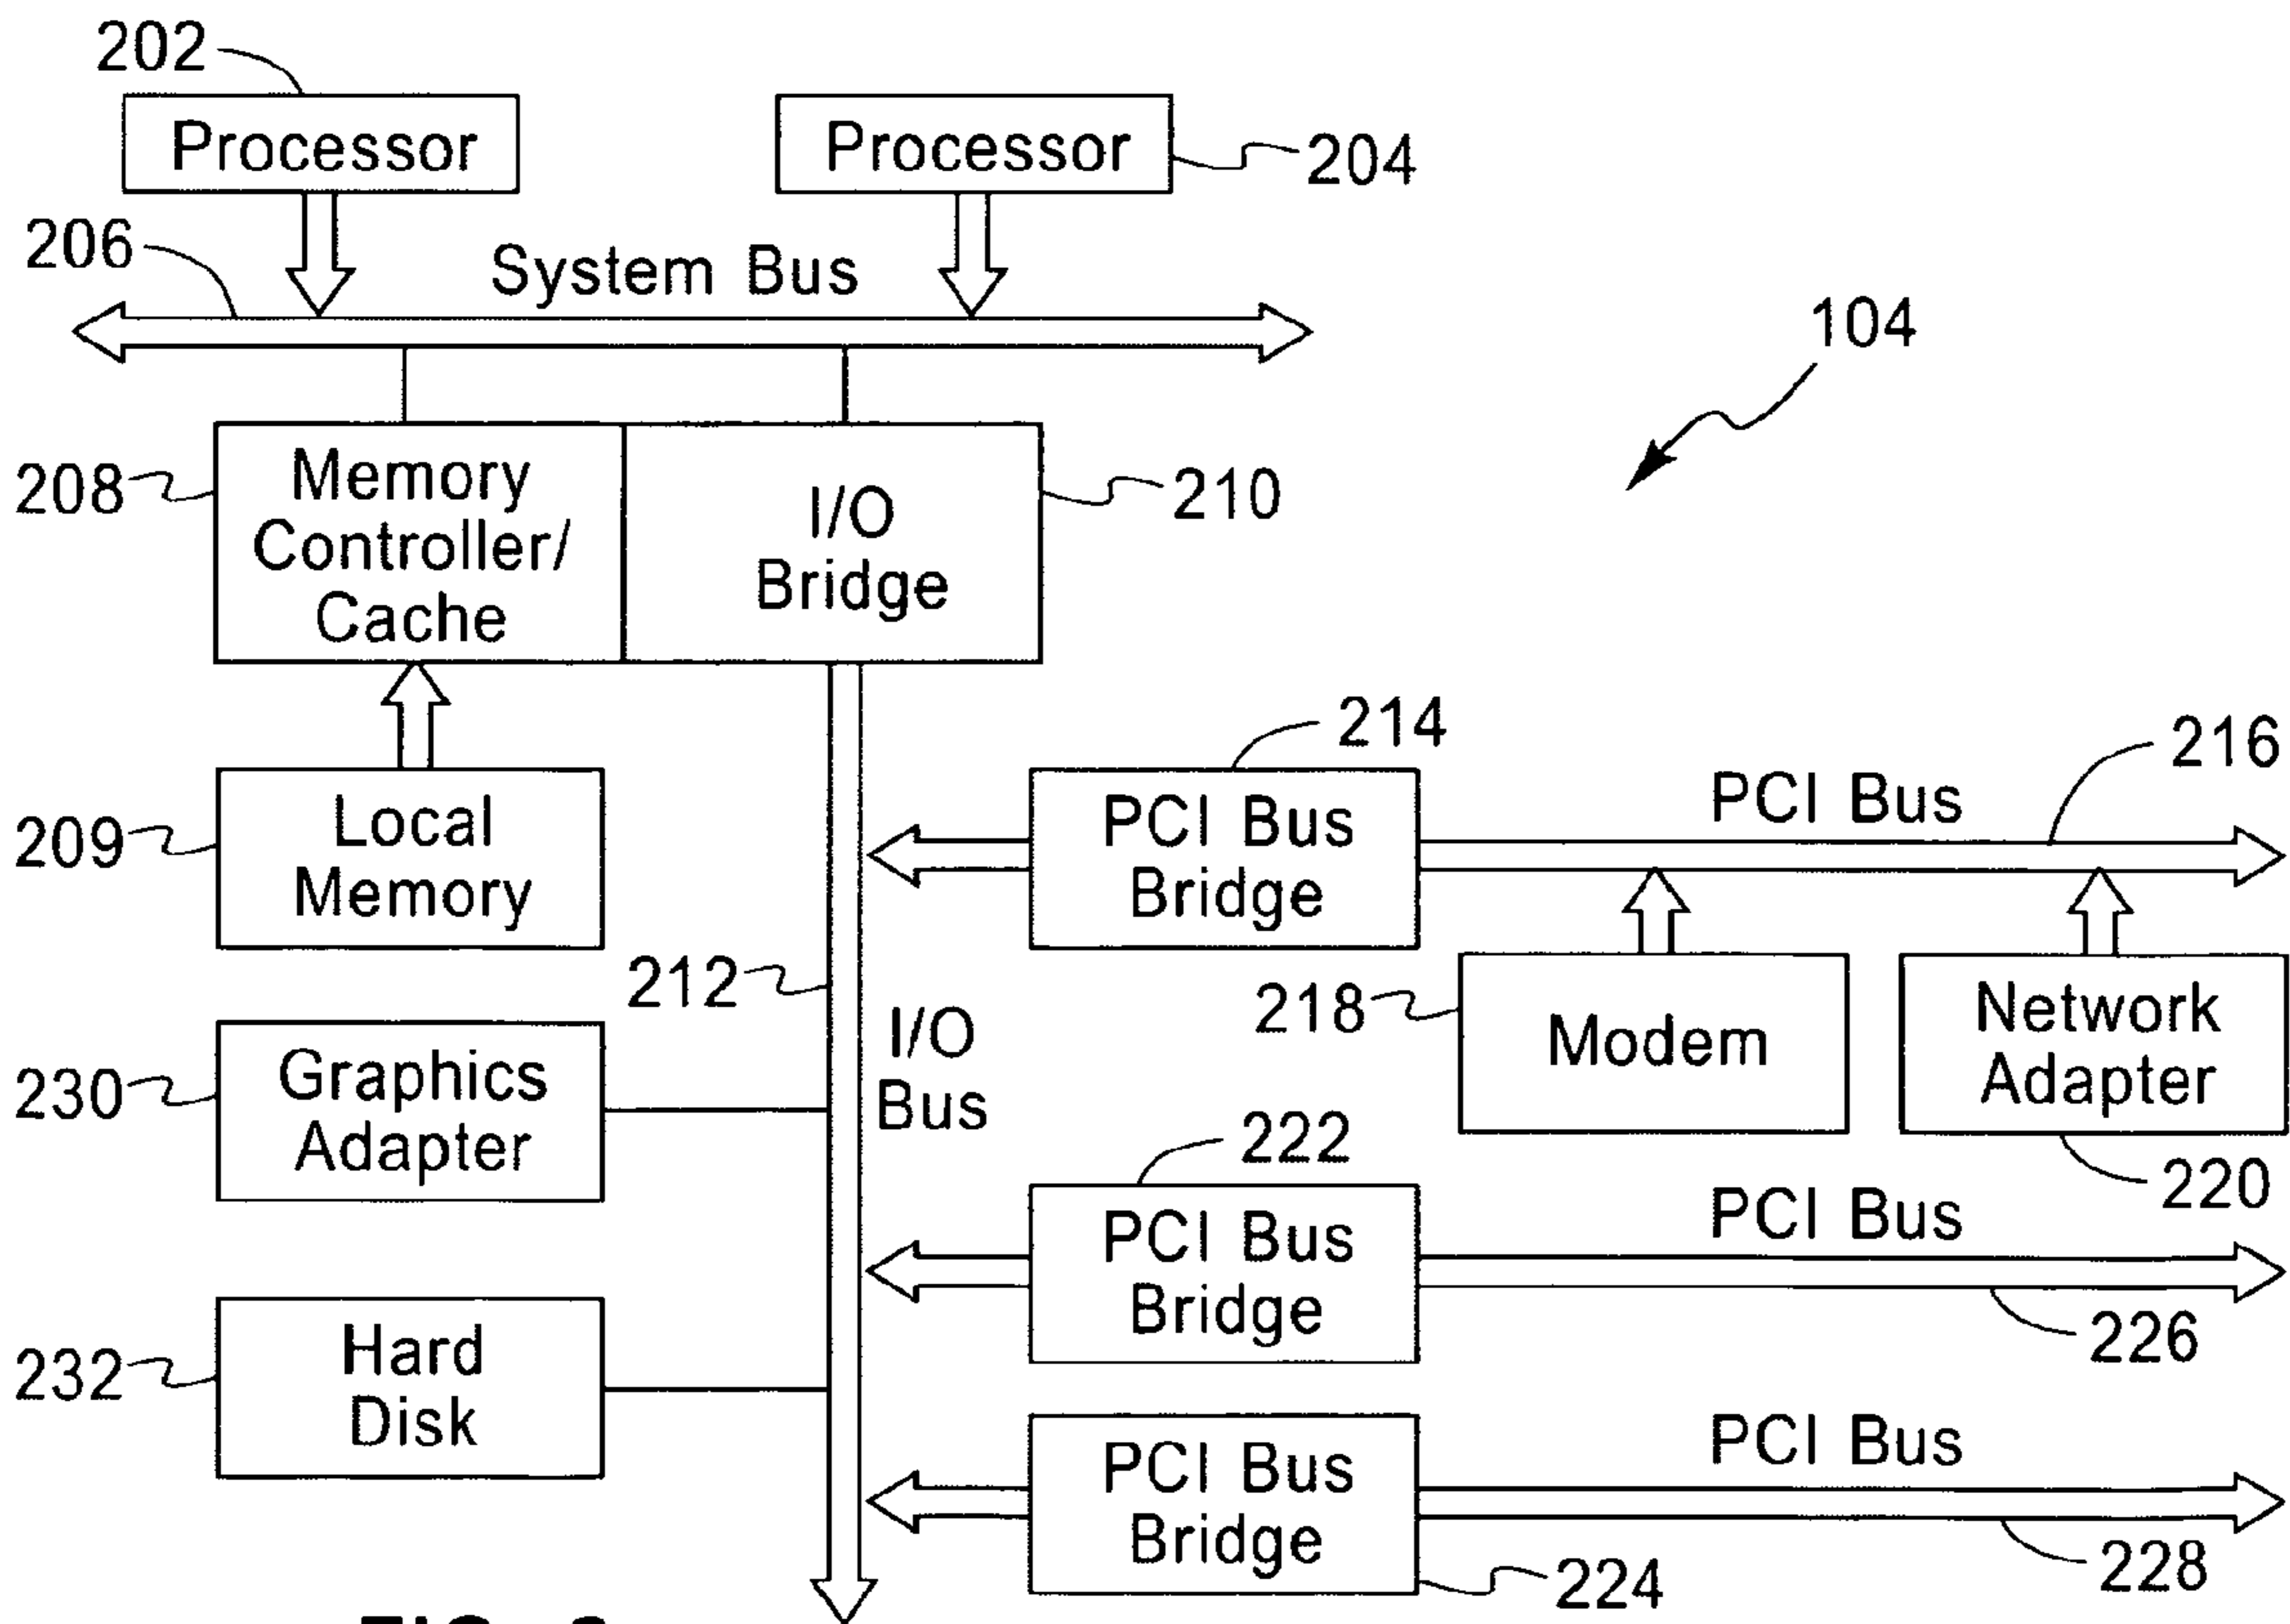 202
Processor
Processor
204
206
System Bus
104
208
Memory
Controller/
Cache
I/O
Bridge
210
214
216
209
Local
Memory
PCI Bus
Bridge
PCI Bus
212
I/O
Bus
218
Modem
Network
Adapter
220
230
Graphics
Adapter
222
PCI Bus
Bridge
PCI Bus
226
232
Hard
Disk
PCI Bus
Bridge
224
PCI Bus
228